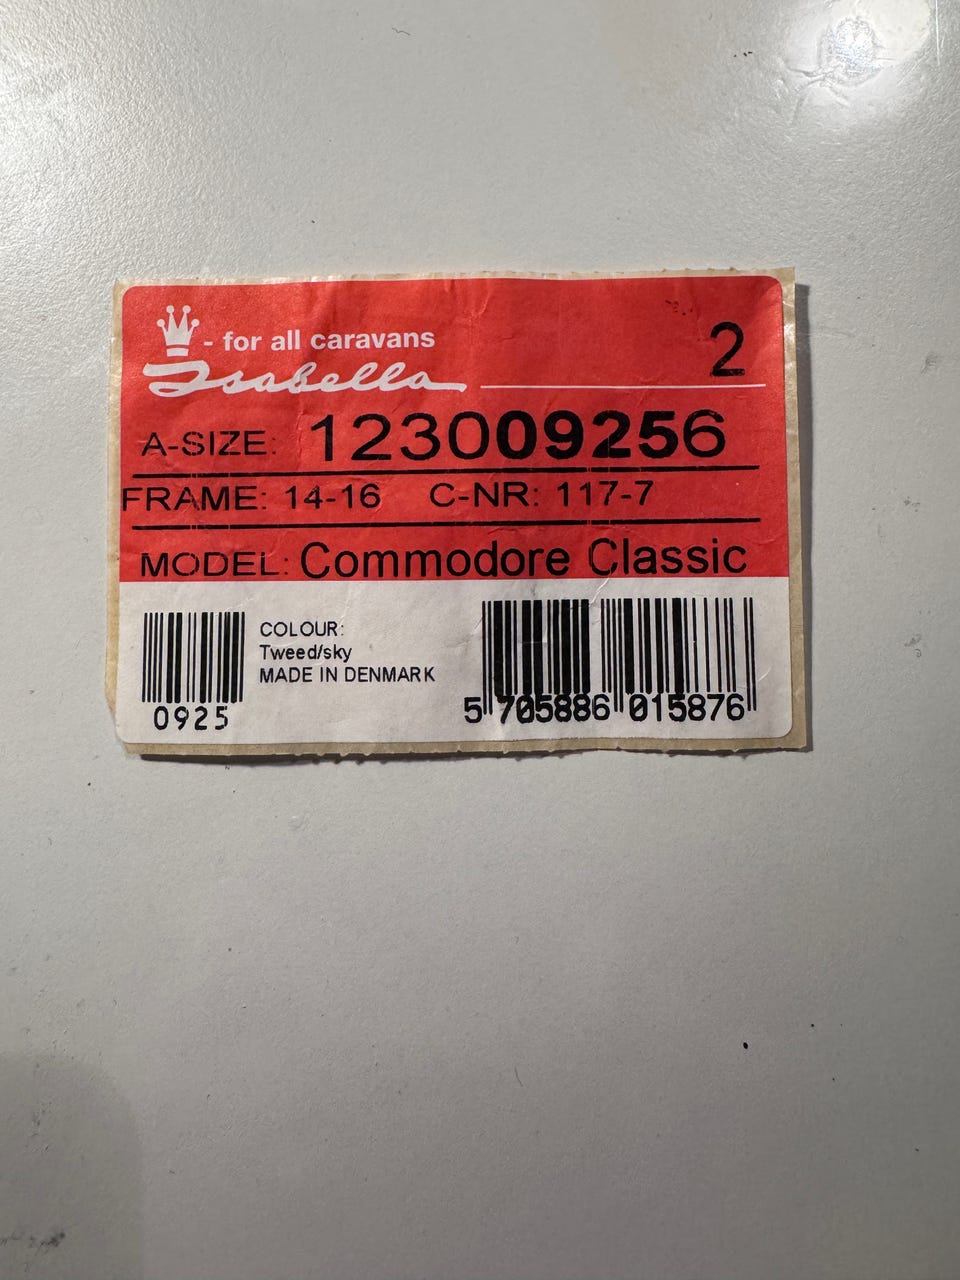 - for all caravans
Isabella
2
A-SIZE: 123009256
FRAME: 14-16 C-NR: 117-7
MODEL: Commodore Classic
COLOUR:
Tweed/sky
MADE IN DENMARK
0925
5 705886 015876